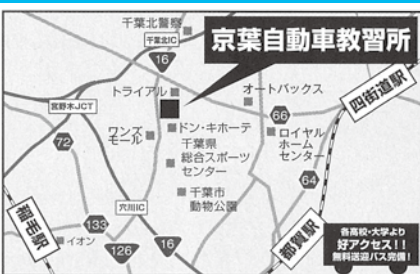 千葉北警察
千葉北IC
京葉自動車教習所
16
トライアル
オートバックス
四街道駅
宮野木JCT
66
ワンズ
モール
ドン・キホーテ
ロイヤル
ホーム
センター
72
千葉県
総合スポーツ
センター
64
千葉市
動物公園
穴川IC
稲毛駅
133
イオン
126
16
都賀駅
各高校・大学より
好アクセス!!
無料送迎バス完備!